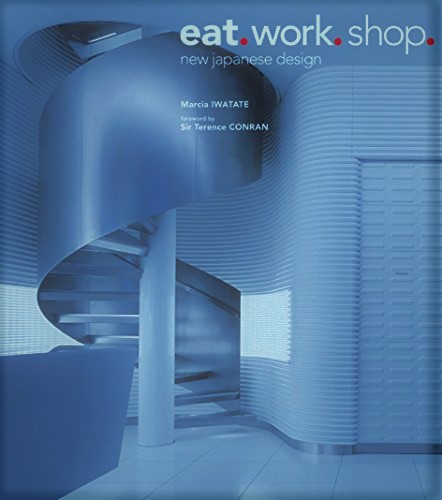 eat.work.shop.
new japanese design
Marcia IWATATE
foreword by
Sir Terence CONRAN